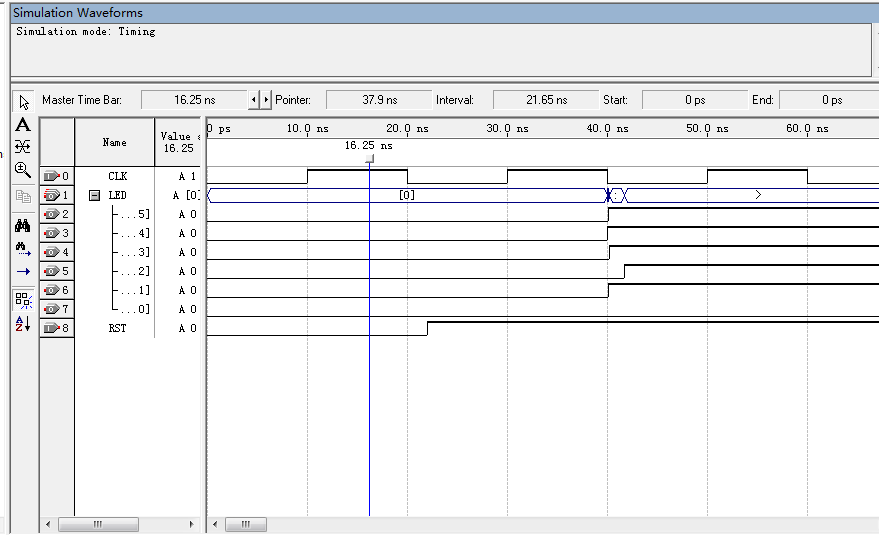 Simulation Waveforms
Simulation mode: Timing
Master Time Bar: 16.25 ns Pointer: 37.9 ns Interval: 21.65 ns Start: 0 ps End: 0 ps
Name Value a 16.25
0 ps 10.0 ns 20.0 ns 30.0 ns 40.0 ns 50.0 ns 60.0 ns
16.25 ns
0 CLK A 1
1 LED A [0] [0] >
2 ...5] A 0
3 ...4] A 0
4 ...3] A 0
5 ...2] A 0
6 ...1] A 0
7 ...0] A 0
8 RST A 0